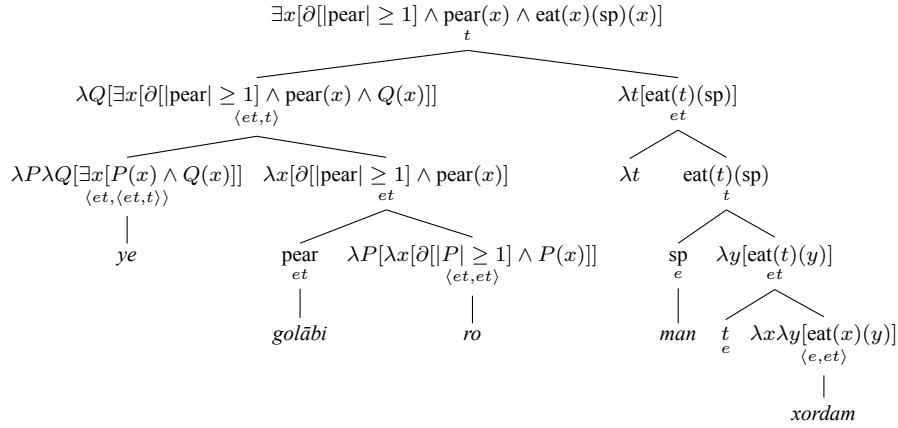 ∃x[∂[|pear| ≥ 1] ∧ pear(x) ∧ eat(x)(sp)(x)]
t
λQ[∃x[∂[|pear| ≥ 1] ∧ pear(x) ∧ Q(x)]] λt[eat(t)(sp)]
⟨et,t⟩ et
λPλQ[∃x[P(x) ∧ Q(x)]] λx[∂[|pear| ≥ 1] ∧ pear(x)] λt eat(t)(sp)
⟨et,⟨et,t⟩⟩ et t
ye pear λP[λx[∂[|P| ≥ 1] ∧ P(x)]] sp λy[eat(t)(y)]
et ⟨et,et⟩ e et
golābi ro man t λxλy[eat(x)(y)]
e ⟨e,et⟩
xordam